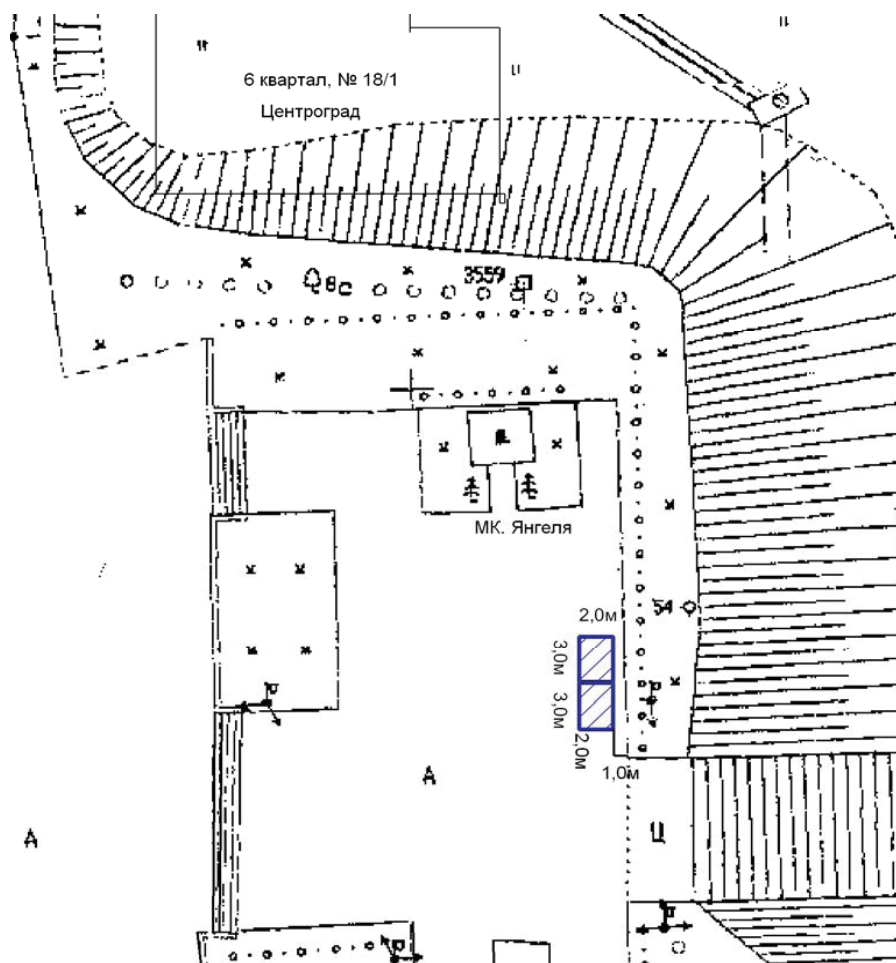 6 квартал, № 18/1
Центроград
8с
3559
П
МК. Янгеля
54
2,0м
3,0м
3,0м
2,0м
1,0м
А
А
Ц